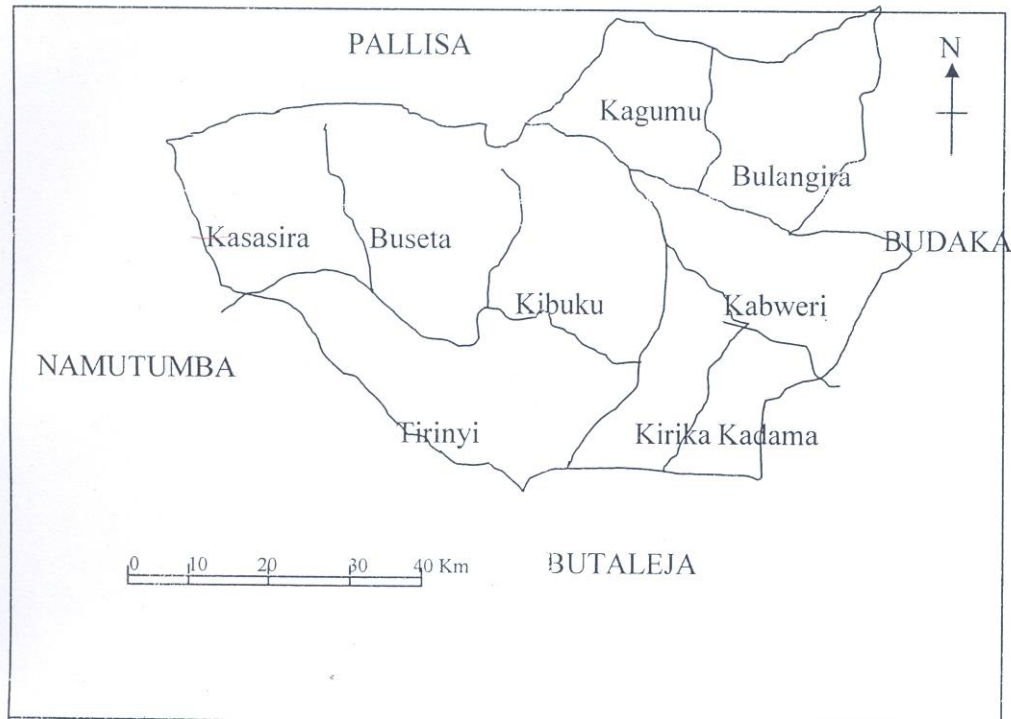 PALLISA
N
Kagumu
Bulangira
Kasasira
Buseta
BUDAKA
Kibuku
Kabweri
NAMUTUMBA
Tirinyi
Kirika Kadama
BUTALEJA
0 10 20 30 40 Km